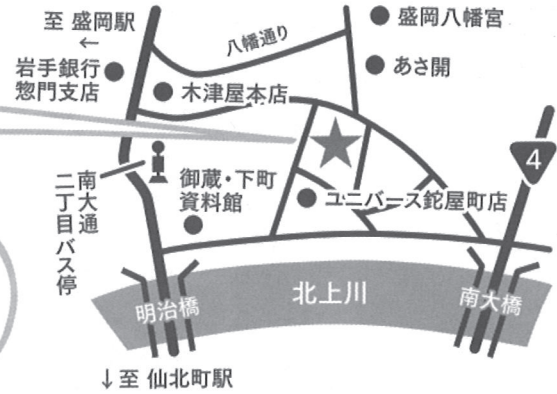 至 盛岡駅
←
八幡通り
盛岡八幡宮
岩手銀行
惣門支店
あさ開
木津屋本店
4
南大通
二丁目バス停
御蔵・下町
資料館
ユニバース鉈屋町店
明治橋
北上川
南大橋
↓至 仙北町駅